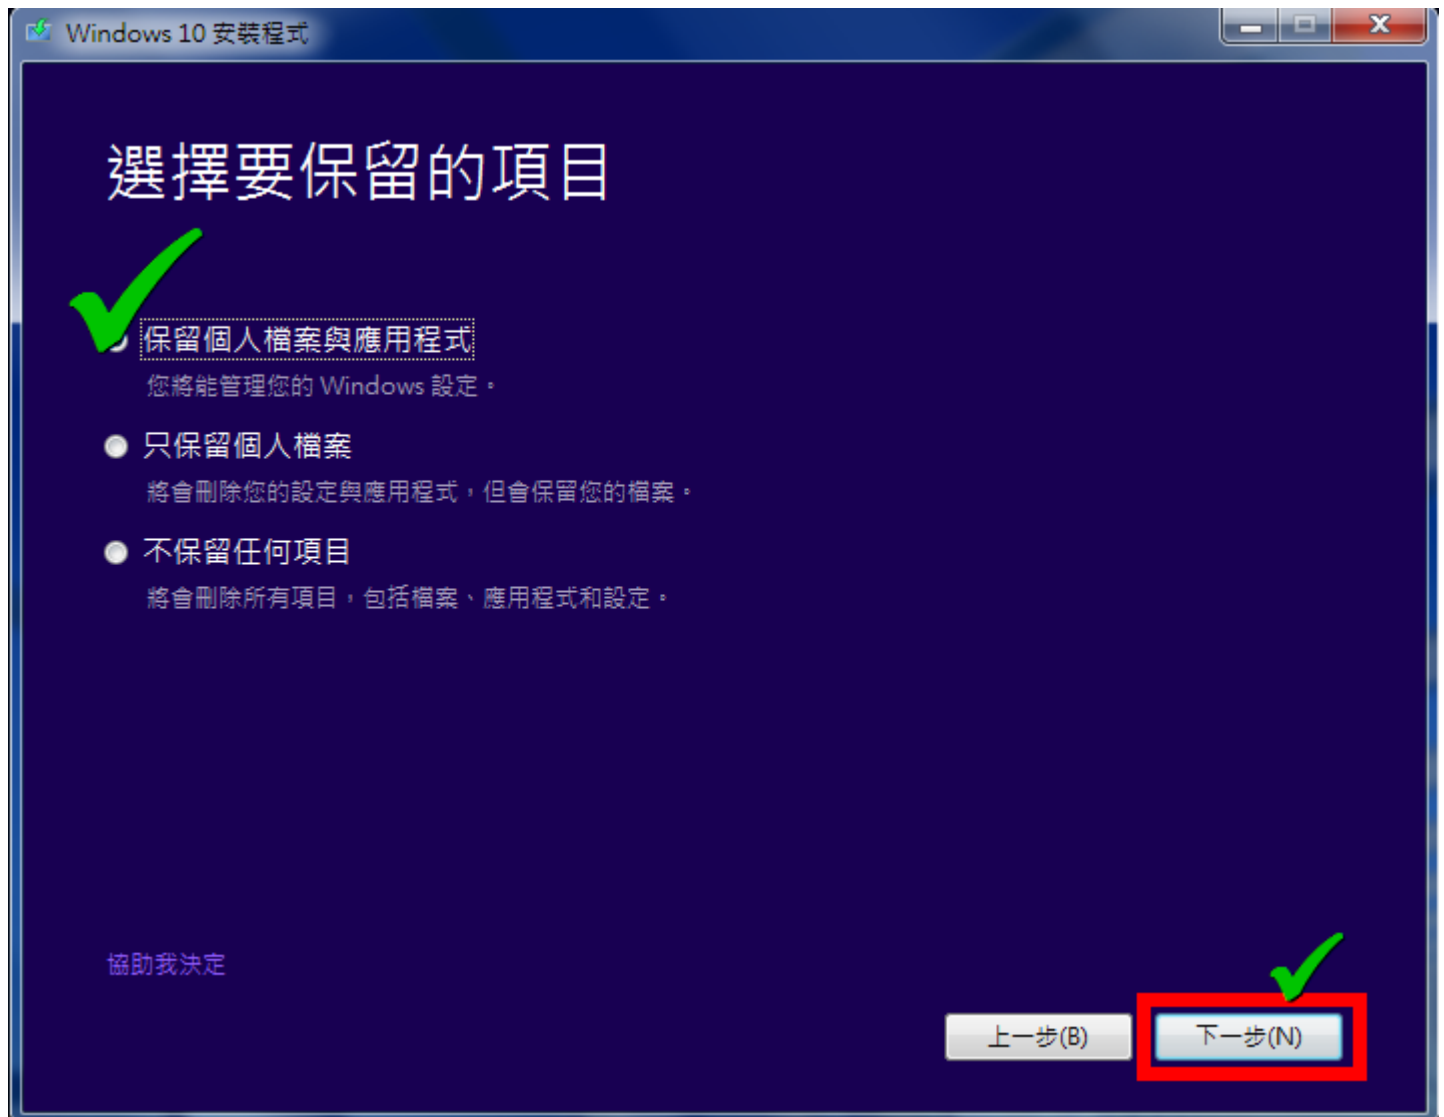 Windows 10 安裝程式
選擇要保留的項目
保留個人檔案與應用程式
您將能管理您的 Windows 設定。
只保留個人檔案
將會刪除您的設定與應用程式，但會保留您的檔案。
不保留任何項目
將會刪除所有項目，包括檔案、應用程式和設定。
協助我決定
上一步(B)
下一步(N)